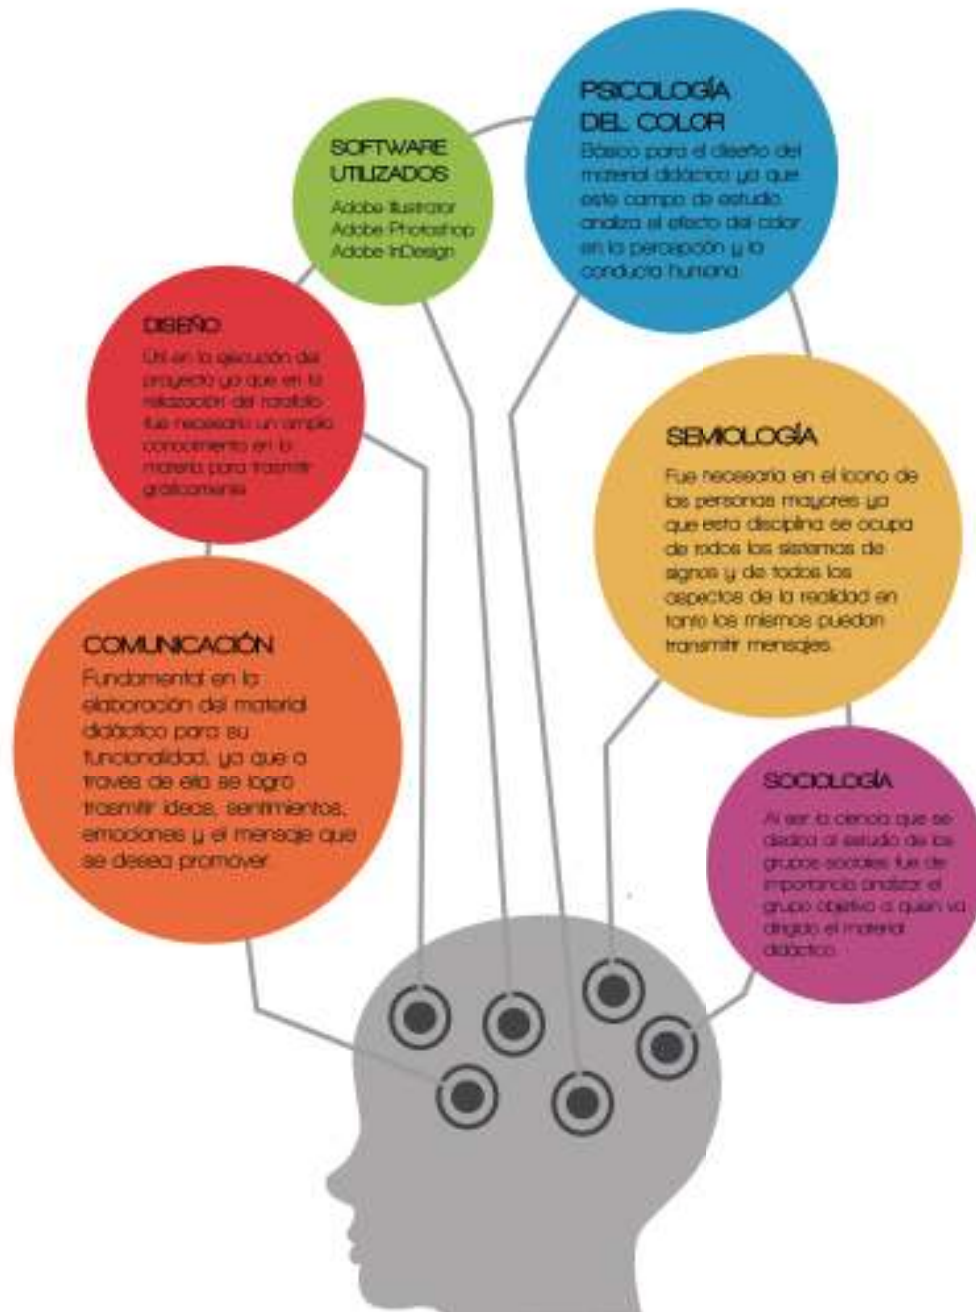 PSICOLOGÍA
DEL COLOR
Básico para el diseño del
material didáctico ya que
este campo de estudio
analiza el efecto del color
en la percepción y la
conducta humana.
SOFTWARE
UTILIZADOS
Adobe Illustrator
Adobe Photoshop
Adobe InDesign
DISEÑO
Útil en la ejecución del
proyecto ya que en la
relización del rotafolio
fue necesario un amplio
conocimiento en la
materia para trasmitir
gráficamente
SEMIOLOGÍA
Fue necesaria en el ícono de
las personas mayores ya
que esta disciplina se ocupa
de todos los sistemas de
signos y de todos los
aspectos de la realidad en
tanto los mismos puedan
transmitir mensajes.
COMUNICACIÓN
Fundamental en la
elaboración del material
didáctico para su
funcionalidad, ya que a
través de ella se logro
trasmitir ideas, sentimientos,
emociones y el mensaje que
se desea promover.
SOCIOLOGÍA
Al ser la ciencia que se
dedica al estudio de los
grupos sociales fue de
importancia analizar el
grupo objetivo a quien va
dirigido el material
didáctico.